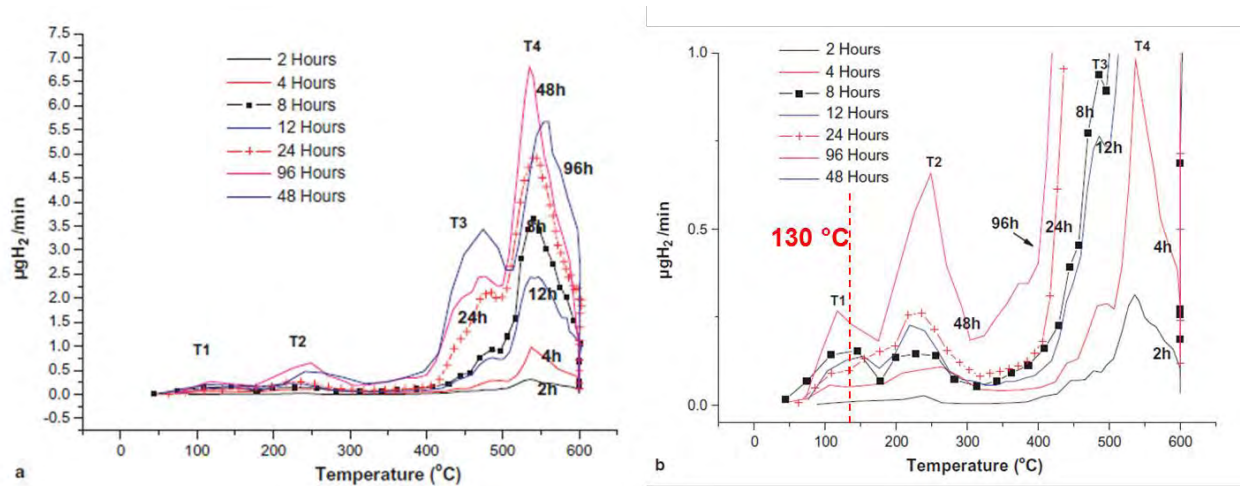 7.5
7.0
6.5
6.0
5.5
5.0
4.5
4.0
3.5
3.0
2.5
2.0
1.5
1.0
0.5
0.0
-0.5
µgH2 /min
2 Hours
4 Hours
8 Hours
12 Hours
24 Hours
96 Hours
48 Hours
T4
48h
96h
T3
8h
24h
12h
T2
T1
4h
2h
0 100 200 300 400 500 600
Temperature (°C)
a
1.0
0.5
0.0
µgH2 /min
2 Hours
4 Hours
8 Hours
12 Hours
24 Hours
96 Hours
48 Hours
T4
T3
8h
12h
T2
96h
24h
130 °C
4h
T1
48h
2h
0 100 200 300 400 500 600
Temperature (°C)
b